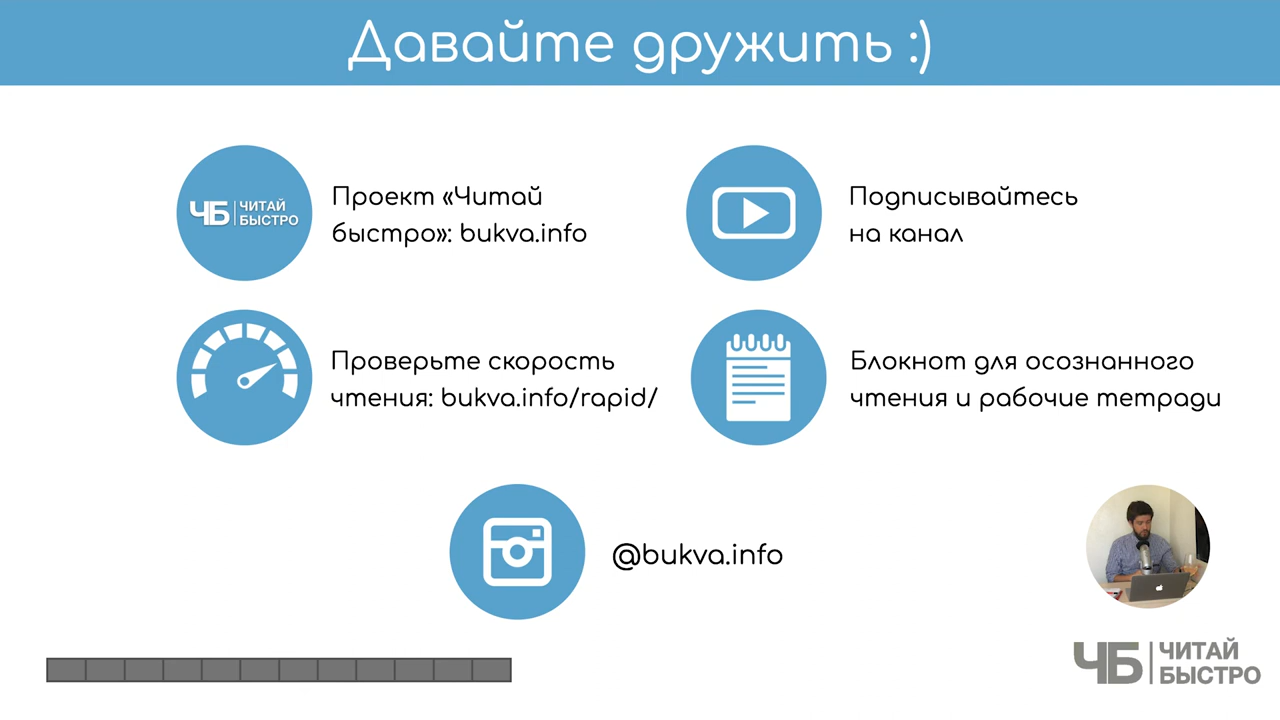 Давайте дружить :)
ЧБ ЧИТАЙ
БЫСТРО
Проект «Читай
быстро»: bukva.info
Подписывайтесь
на канал
Проверьте скорость
чтения: bukva.info/rapid/
Блокнот для осознанного
чтения и рабочие тетради
@bukva.info
ЧБ ЧИТАЙ
БЫСТРО